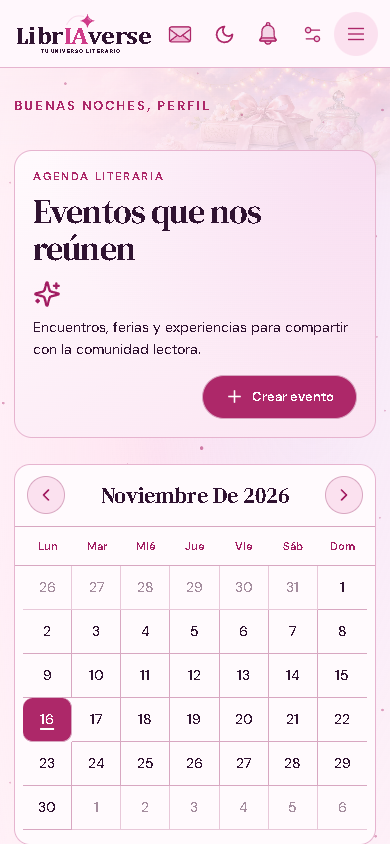 LibrIAverse
TU UNIVERSO LITERARIO
BUENAS NOCHES, PERFIL
AGENDA LITERARIA
Eventos que nos
reúnen
Encuentros, ferias y experiencias para compartir
con la comunidad lectora.
Crear evento
Noviembre De 2026
Lun Mar Mié Jue Vie Sáb Dom
26 27 28 29 30 31 1
2 3 4 5 6 7 8
9 10 11 12 13 14 15
16 17 18 19 20 21 22
23 24 25 26 27 28 29
30 1 2 3 4 5 6